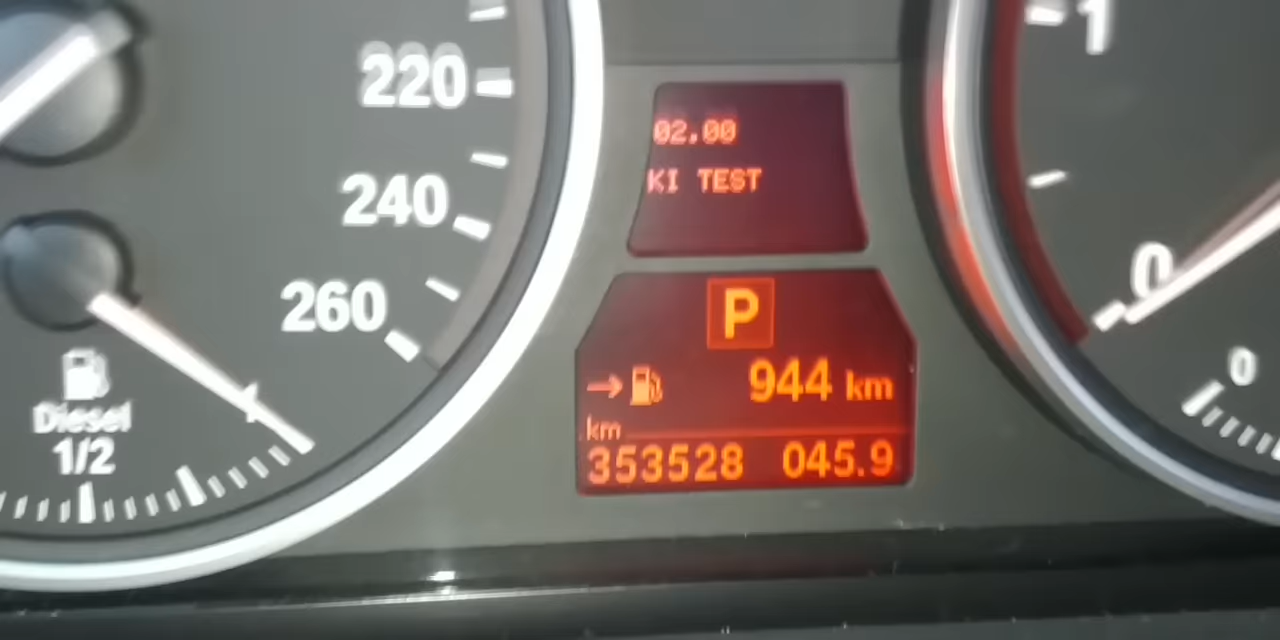 220
240
260
Diesel
1/2
02.00
KI TEST
P
→ 944 km
km
353528 045.9
1
0
0